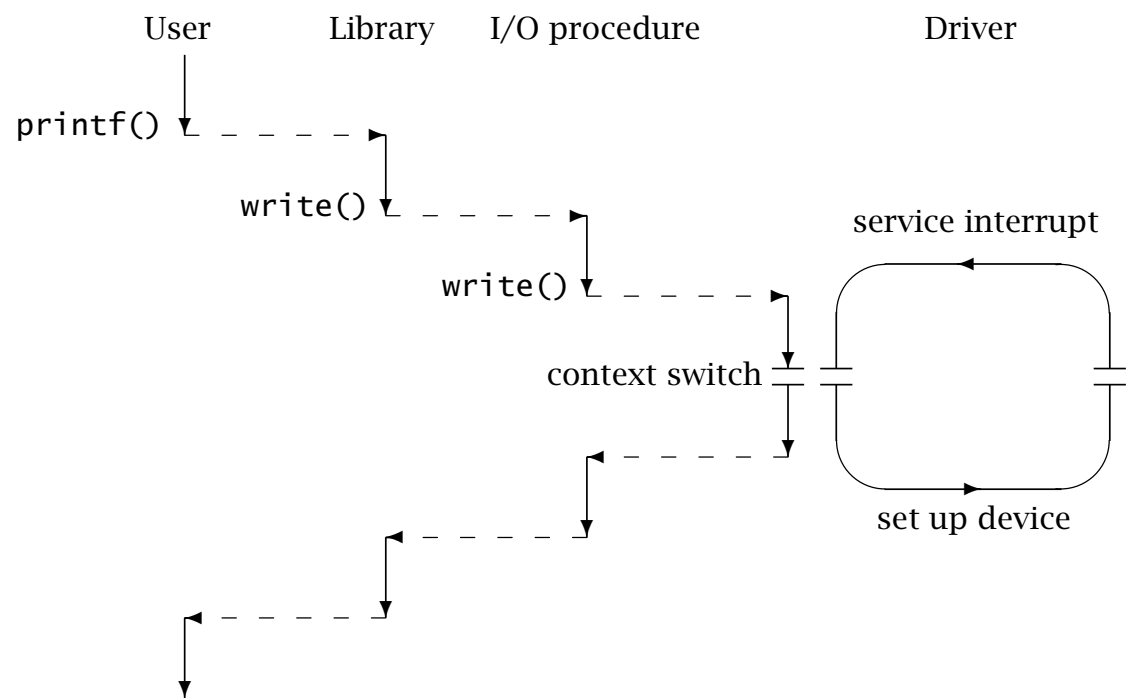 User Library I/O procedure Driver
printf()
write()
service interrupt
write()
context switch
set up device